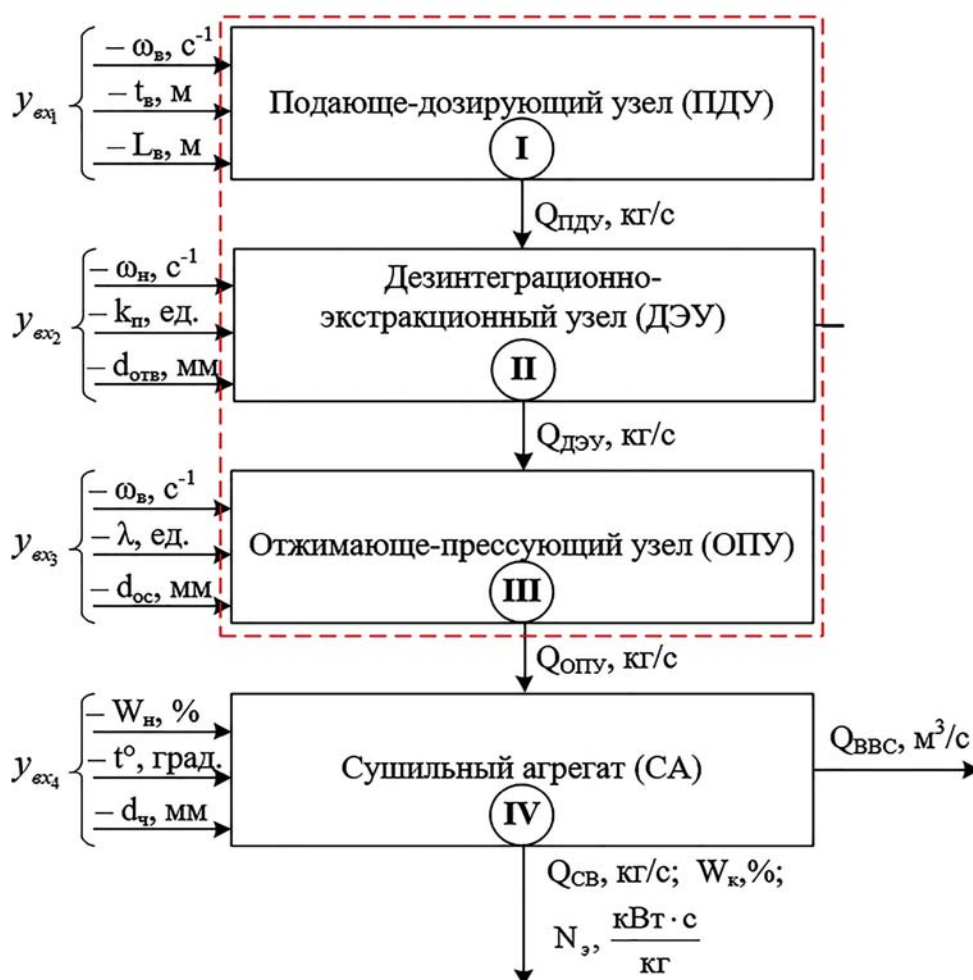 y_вх1
– ω_в, с⁻¹
– t_в, м
– L_в, м
Подающе-дозирующий узел (ПДУ)
I
Q_ПДУ, кг/с
y_вх2
– ω_н, с⁻¹
– k_п, ед.
– d_отв, мм
Дезинтеграционно-
экстракционный узел (ДЭУ)
II
Q_ДЭУ, кг/с
y_вх3
– ω_в, с⁻¹
– λ, ед.
– d_ос, мм
Отжимающе-прессующий узел (ОПУ)
III
Q_ОПУ, кг/с
y_вх4
– W_н, %
– t°, град.
– d_ч, мм
Сушильный агрегат (СА)
IV
Q_ВВС, м³/с
Q_СВ, кг/с; W_к,%;
N_э, кВт · с
кг